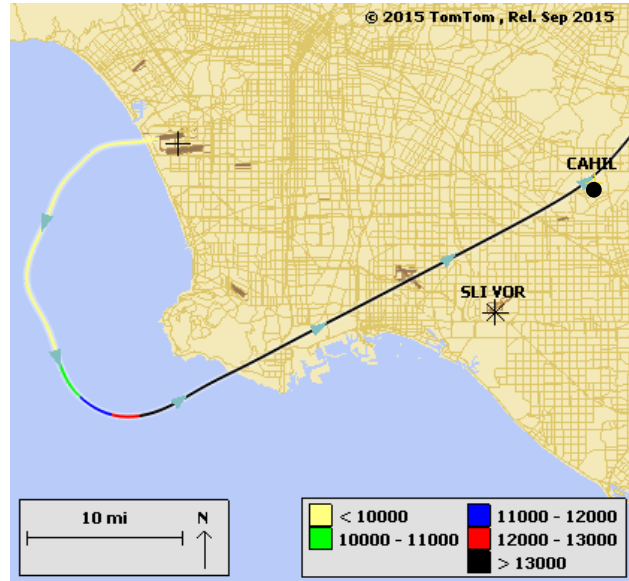 © 2015 TomTom , Rel. Sep 2015
CAHIL
SLI VOR
10 mi
N
< 10000
10000 - 11000
11000 - 12000
12000 - 13000
> 13000